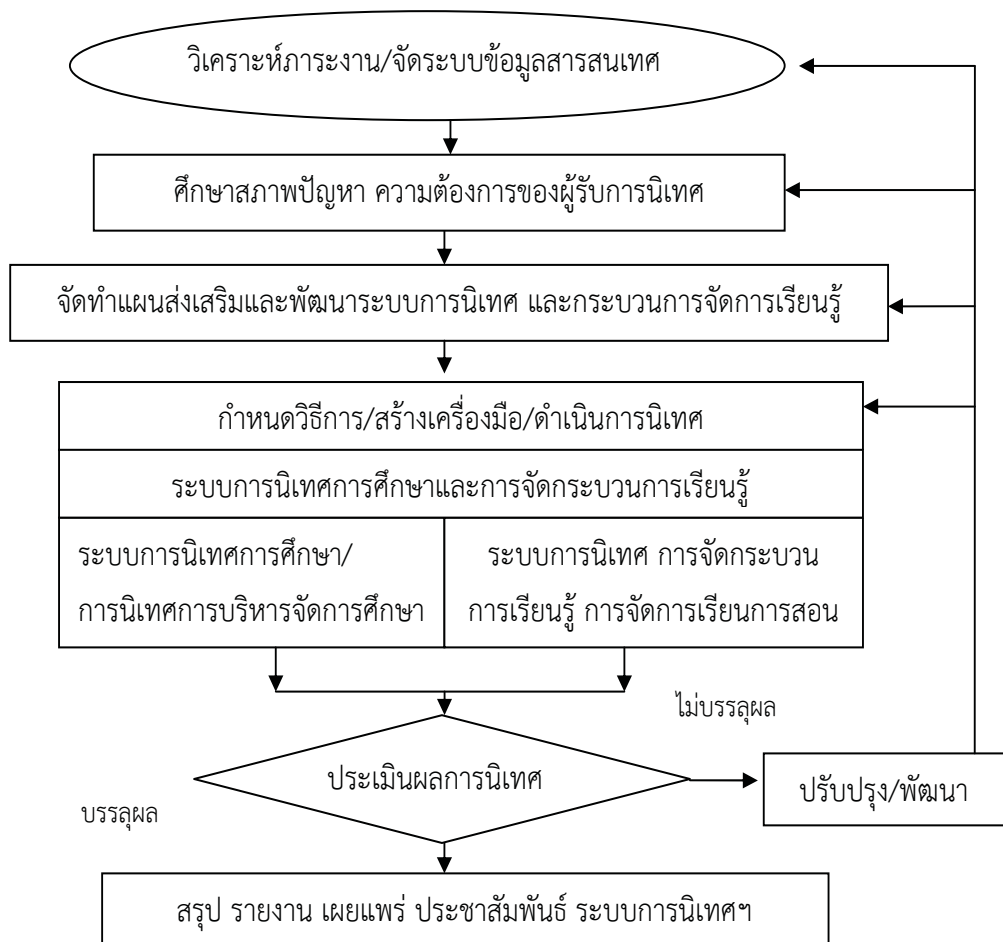 วิเคราะห์ภาระงาน/จัดระบบข้อมูลสารสนเทศ
ศึกษาสภาพปัญหา ความต้องการของผู้รับการนิเทศ
จัดทำแผนส่งเสริมและพัฒนาระบบการนิเทศ และกระบวนการจัดการเรียนรู้
กำหนดวิธีการ/สร้างเครื่องมือ/ดำเนินการนิเทศ
ระบบการนิเทศการศึกษาและการจัดกระบวนการเรียนรู้
ระบบการนิเทศการศึกษา/
การนิเทศการบริหารจัดการศึกษา
ระบบการนิเทศ การจัดกระบวน
การเรียนรู้ การจัดการเรียนการสอน
ไม่บรรลุผล
ประเมินผลการนิเทศ
ปรับปรุง/พัฒนา
บรรลุผล
สรุป รายงาน เผยแพร่ ประชาสัมพันธ์ ระบบการนิเทศฯ